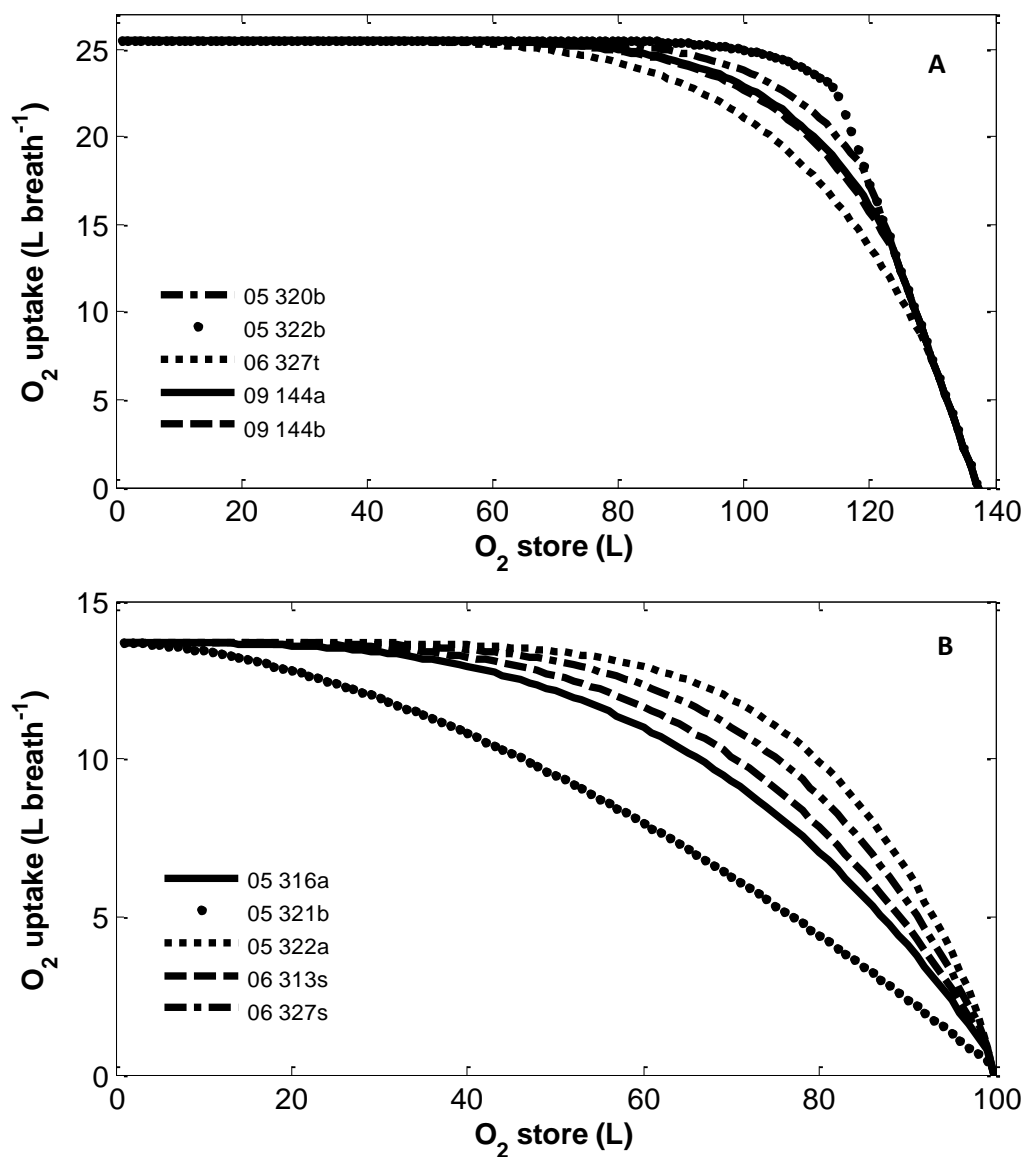 A
O2 uptake (L breath-1)
25
20
15
10
5
0
05 320b
05 322b
06 327t
09 144a
09 144b
0 20 40 60 80 100 120 140
O2 store (L)
B
O2 uptake (L breath-1)
15
10
5
0
05 316a
05 321b
05 322a
06 313s
06 327s
0 20 40 60 80 100
O2 store (L)